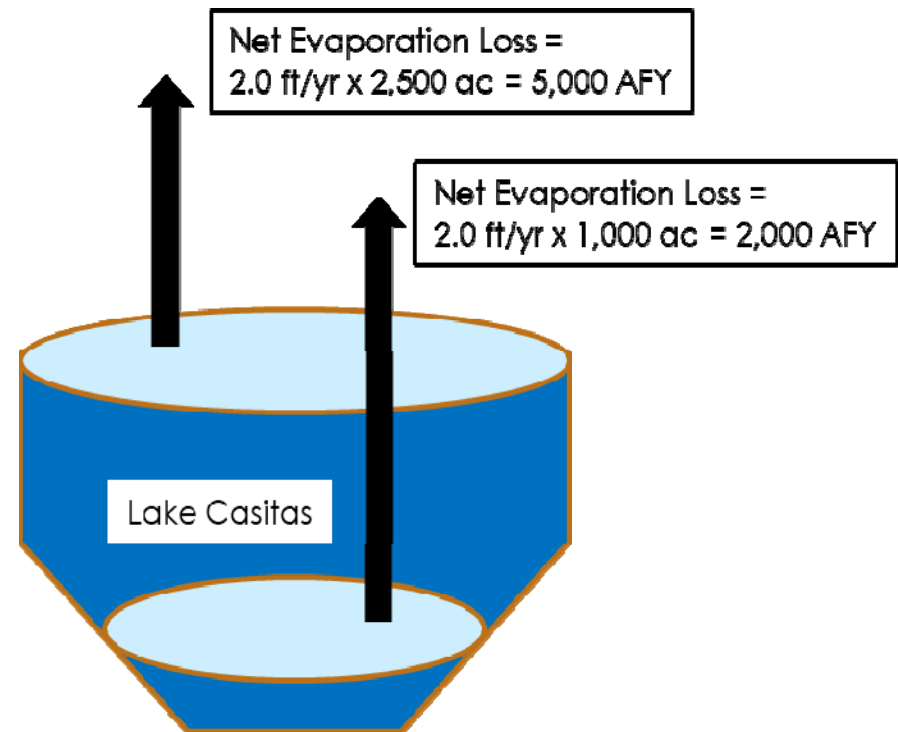 Net Evaporation Loss =
2.0 ft/yr x 2,500 ac = 5,000 AFY
Net Evaporation Loss =
2.0 ft/yr x 1,000 ac = 2,000 AFY
Lake Casitas